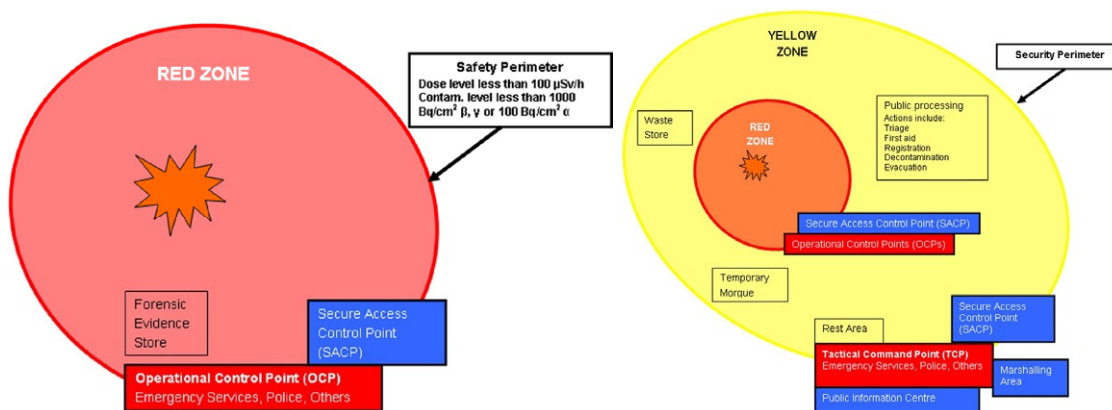 RED ZONE
Safety Perimeter
Dose level less than 100 µSv/h
Contam. level less than 1000
Bq/cm² β, γ or 100 Bq/cm² α
Forensic
Evidence
Store
Secure Access
Control Point
(SACP)
Operational Control Point (OCP)
Emergency Services, Police, Others
YELLOW
ZONE
Security Perimeter
Waste
Store
RED
ZONE
Public processing
Actions include:
Triage
First aid
Registration
Decontamination
Evacuation
Secure Access Control Point (SACP)
Operational Control Points (OCPs)
Temporary
Morgue
Secure Access
Control Point
(SACP)
Rest Area
Tactical Command Point (TCP)
Emergency Services, Police, Others
Marshalling
Area
Public Information Centre